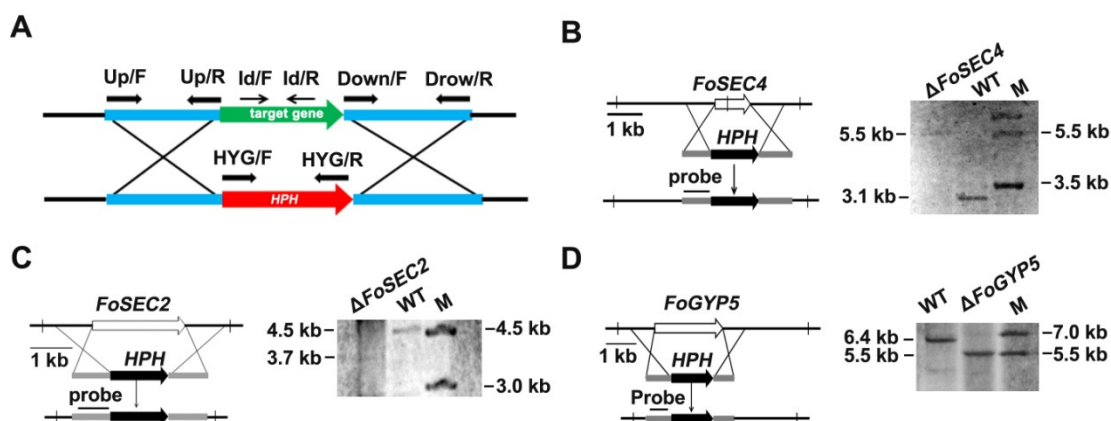 A
Up/F Up/R Id/F Id/R Down/F Drow/R
target gene
HYG/F HYG/R
HPH
B
FoSEC4
1 kb
HPH
probe
ΔFoSEC4 WT M
5.5 kb 5.5 kb
3.5 kb
3.1 kb
C
FoSEC2
1 kb
HPH
probe
ΔFoSEC2 WT M
4.5 kb 4.5 kb
3.7 kb
3.0 kb
D
FoGYP5
1 kb
HPH
Probe
WT ΔFoGYP5 M
6.4 kb 7.0 kb
5.5 kb 5.5 kb